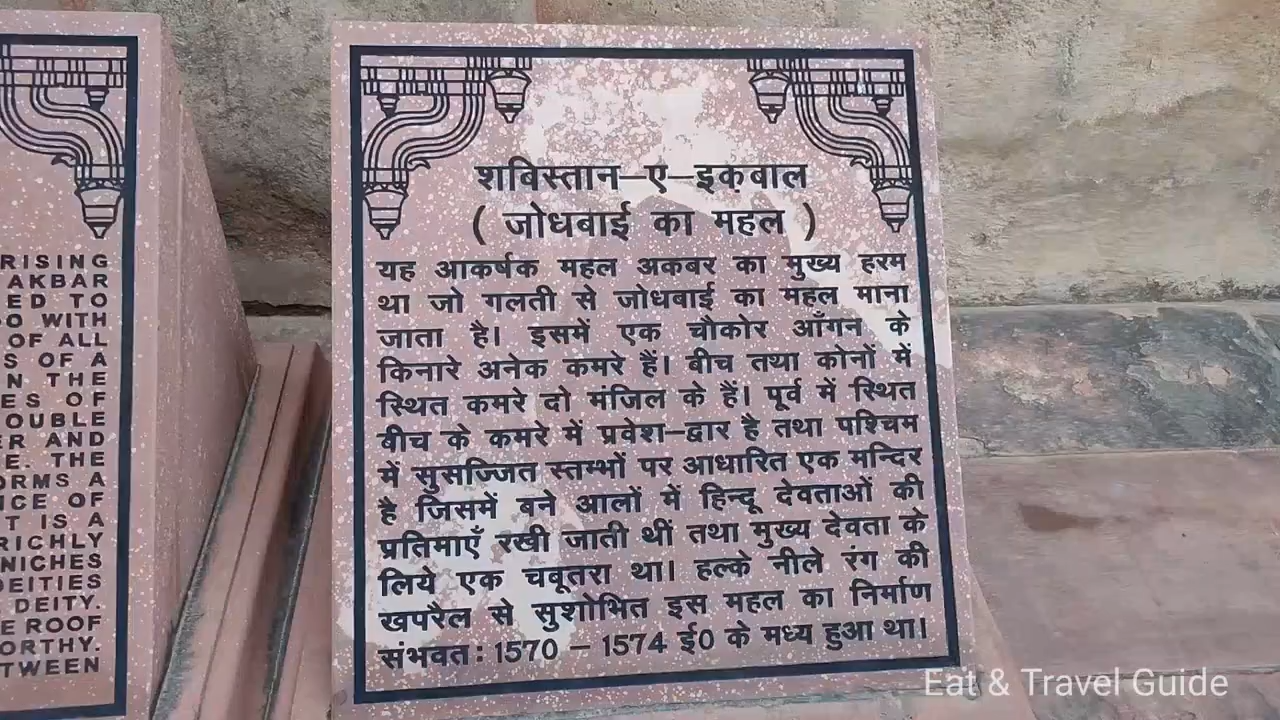 RISING
AKBAR
ED TO
WITH
OF ALL
S OF A
N THE
ES OF
OUBLE
ER AND
E. THE
ORMS A
ICE OF
T IS A
RICHLY
NICHES
DEITIES
DEITY.
E ROOF
ORTHY.
TWEEN
शबिस्तान–ए–इक़बाल
( जोधबाई का महल )
यह आकर्षक महल अकबर का मुख्य हरम
था जो गलती से जोधबाई का महल माना
जाता है। इसमें एक चौकोर आँगन के
किनारे अनेक कमरे हैं। बीच तथा कोनों में
स्थित कमरे दो मंजिल के हैं। पूर्व में स्थित
बीच के कमरे में प्रवेश–द्वार है तथा पश्चिम
में सुसज्जित स्तम्भों पर आधारित एक मन्दिर
है जिसमें बने आलों में हिन्दू देवताओं की
प्रतिमाएँ रखी जाती थीं तथा मुख्य देवता के
लिये एक चबूतरा था। हल्के नीले रंग की
खपरैल से सुशोभित इस महल का निर्माण
संभवत: 1570 – 1574 ई0 के मध्य हुआ था।
Eat & Travel Guide